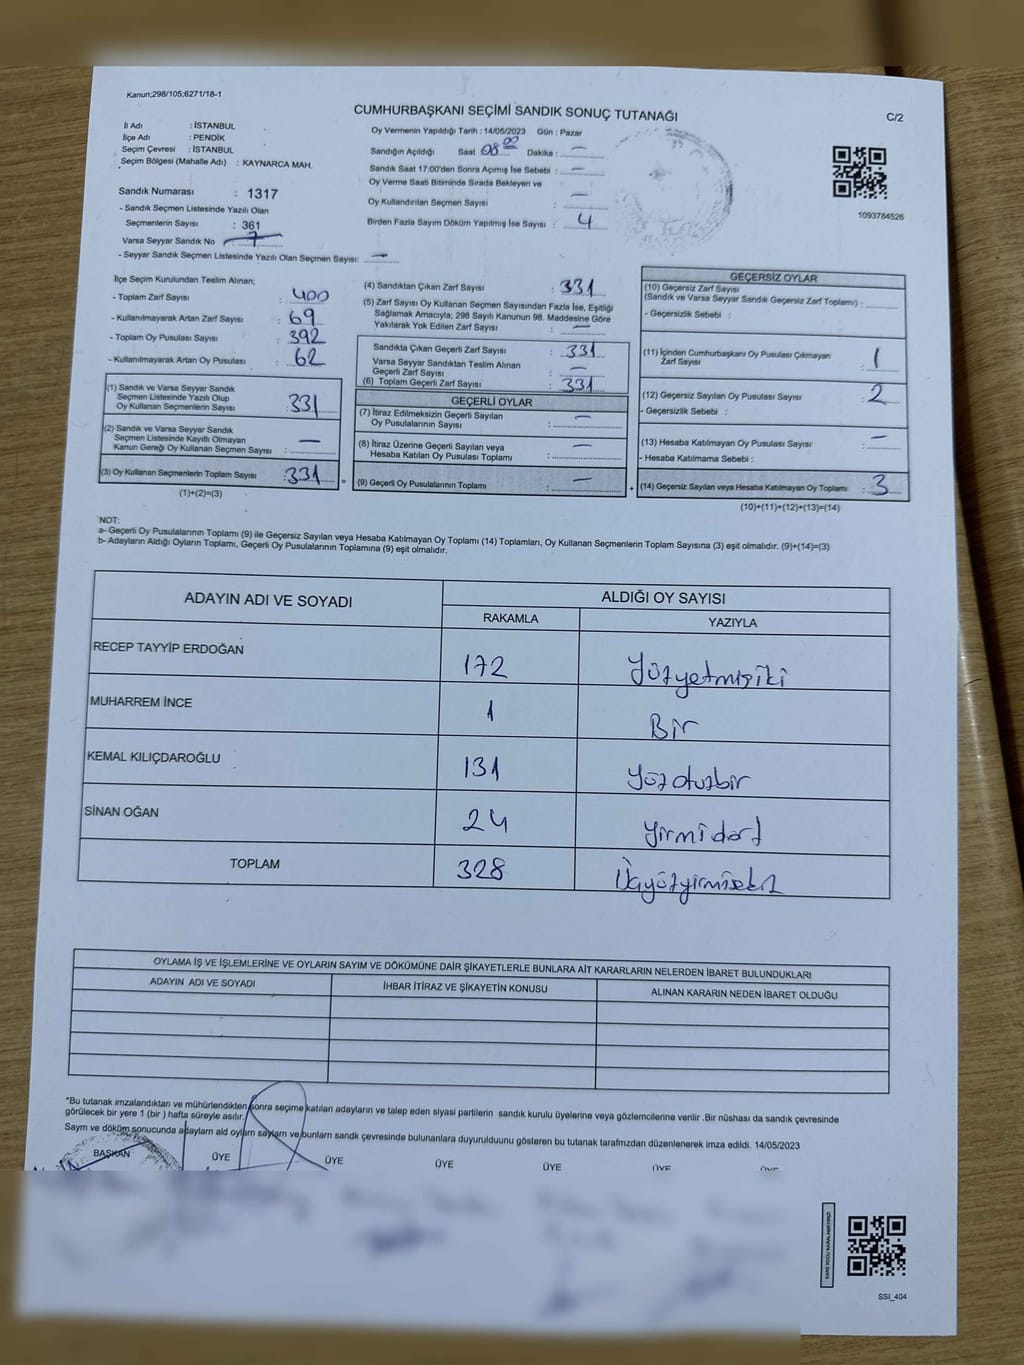 Kanun;298/105;6271/18-1
CUMHURBAŞKANI SEÇİMİ SANDIK SONUÇ TUTANAĞI
C/2
İl Adı : İSTANBUL
İlçe Adı : PENDİK
Seçim Çevresi : İSTANBUL
Seçim Bölgesi (Mahalle Adı) : KAYNARCA MAH.
Sandık Numarası : 1317
- Sandık Seçmen Listesinde Yazılı Olan
Seçmenlerin Sayısı : 361
Varsa Seyyar Sandık No
- Seyyar Sandık Seçmen Listesinde Yazılı Olan Seçmen Sayısı: —
Oy Vermenin Yapıldığı Tarih : 14/05/2023 Gün : Pazar
Sandığın Açıldığı Saat 08.00 Dakika : —
Sandık Saat 17:00'den Sonra Açımış İse Sebebi : —
Oy Verme Saati Bitiminde Sırada Bekleyen ve
Oy Kullandırılan Seçmen Sayısı : —
Birden Fazla Sayım Döküm Yapılmış İse Sayısı : 4
1093784526
İlçe Seçim Kurulundan Teslim Alınan;
- Toplam Zarf Sayısı : 400
- Kullanılmayarak Artan Zarf Sayısı : 69
- Toplam Oy Pusulası Sayısı : 392
- Kullanılmayarak Artan Oy Pusulası : 62
(1) Sandık ve Varsa Seyyar Sandık
Seçmen Listesinde Yazılı Olup
Oy Kullanan Seçmenlerin Sayısı : 331
(2) Sandık ve Varsa Seyyar Sandık
Seçmen Listesinde Kayıtlı Olmayan
Kanun Gereği Oy Kullanan Seçmen Sayısı : —
(3) Oy Kullanan Seçmenlerin Toplam Sayısı : 331
(1)+(2)=(3)
(4) Sandıktan Çıkan Zarf Sayısı : 331
(5) Zarf Sayısı Oy Kullanan Seçmen Sayısından Fazla İse, Eşitliği
Sağlamak Amacıyla; 298 Sayılı Kanunun 98. Maddesine Göre
Yakılarak Yok Edilen Zarf Sayısı : —
Sandıkta Çıkan Geçerli Zarf Sayısı : 331
Varsa Seyyar Sandıktan Teslim Alınan
Geçerli Zarf Sayısı : —
(6) Toplam Geçerli Zarf Sayısı : 331
GEÇERLİ OYLAR
(7) İtiraz Edilmeksizin Geçerli Sayılan
Oy Pusulalarının Sayısı : —
(8) İtiraz Üzerine Geçerli Sayılan veya
Hesaba Katılan Oy Pusulası Toplamı : —
= (9) Geçerli Oy Pusulalarının Toplamı : —
GEÇERSİZ OYLAR
(10) Geçersiz Zarf Sayısı
(Sandık ve Varsa Seyyar Sandık Geçersiz Zarf Toplamı) :
- Geçersizlik Sebebi :
(11) İçinden Cumhurbaşkanı Oy Pusulası Çıkmayan
Zarf Sayısı : 1
(12) Geçersiz Sayılan Oy Pusulası Sayısı : 2
- Geçersizlik Sebebi :
(13) Hesaba Katılmayan Oy Pusulası Sayısı : —
- Hesaba Katılmama Sebebi :
+ (14) Geçersiz Sayılan veya Hesaba Katılmayan Oy Toplamı : 3
(10)+(11)+(12)+(13)=(14)
NOT:
a- Geçerli Oy Pusulalarının Toplamı (9) ile Geçersiz Sayılan veya Hesaba Katılmayan Oy Toplamı (14) Toplamları, Oy Kullanan Seçmenlerin Toplam Sayısına (3) eşit olmalıdır. (9)+(14)=(3)
b- Adayların Aldığı Oyların Toplamı, Geçerli Oy Pusulalarının Toplamına (9) eşit olmalıdır.
ADAYIN ADI VE SOYADI ALDIĞI OY SAYISI
RAKAMLA YAZIYLA
RECEP TAYYİP ERDOĞAN 172 Yüzyetmişiki
MUHARREM İNCE 1 Bir
KEMAL KILIÇDAROĞLU 131 Yüzotuzbir
SİNAN OĞAN 24 Yirmidört
TOPLAM 328 Üçyüzyirmisekiz
OYLAMA İŞ VE İŞLEMLERİNE VE OYLARIN SAYIM VE DÖKÜMÜNE DAİR ŞİKAYETLERLE BUNLARA AİT KARARLARIN NELERDEN İBARET BULUNDUKLARI
ADAYIN ADI VE SOYADI İHBAR İTİRAZ VE ŞİKAYETİN KONUSU ALINAN KARARIN NEDEN İBARET OLDUĞU
*Bu tutanak imzalandıktan ve mühürlendikten sonra seçime katılan adayların ve talep eden siyasi partilerin sandık kurulu üyelerine veya gözlemcilerine verilir .Bir nüshası da sandık çevresinde
görülecek bir yere 1 (bir ) hafta süreyle asılır.
Sayım ve döküm sonucunda adayların ald oyların sayların ve bunların sandk çevresinde bulunanlara duyurulduunu gösteren bu tutanak tarafmzdan düzenlenerek imza edildi. 14/05/2023
BAŞKAN ÜYE ÜYE ÜYE ÜYE ÜYE ÜYE
KARE KODU KARALAMAYINIZ!
SSI_404